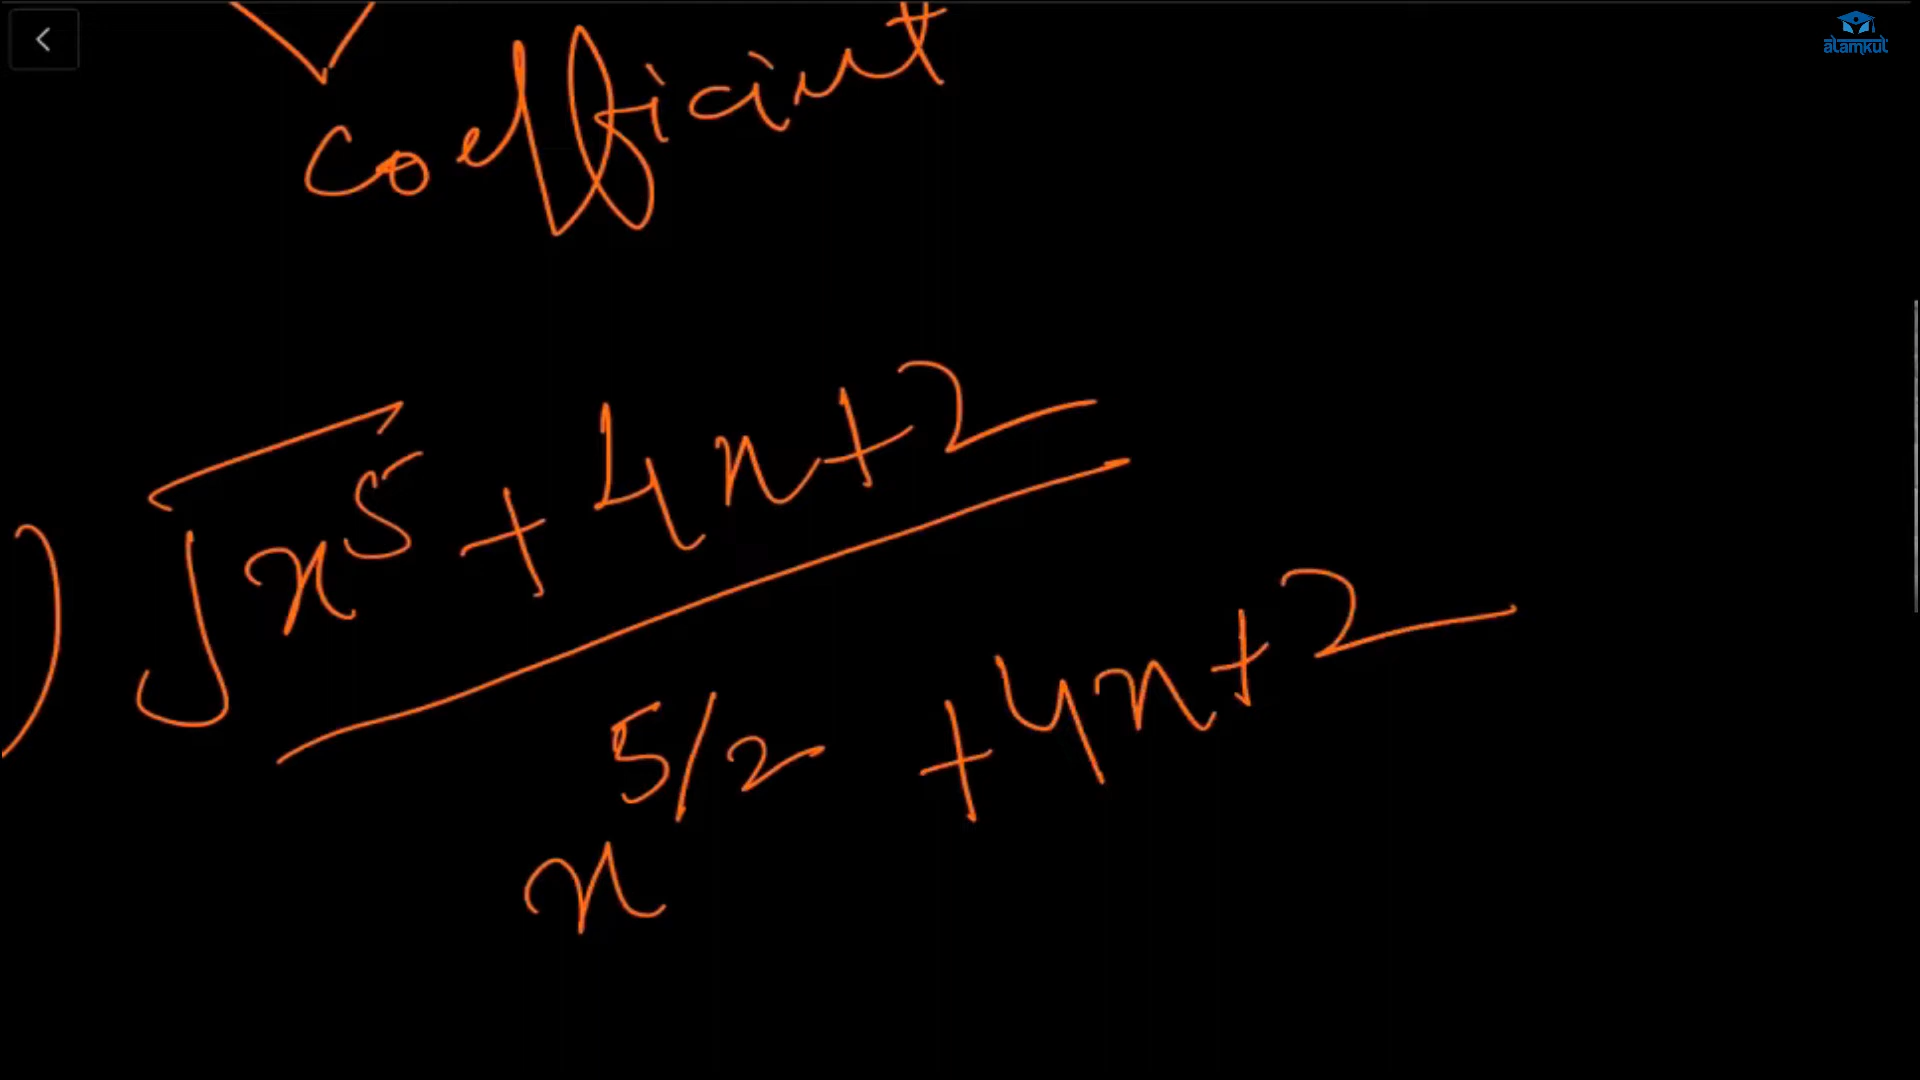 alamkul
Coefficient
) √x⁵ + 4x + 2
x^5/2 + 4x + 2